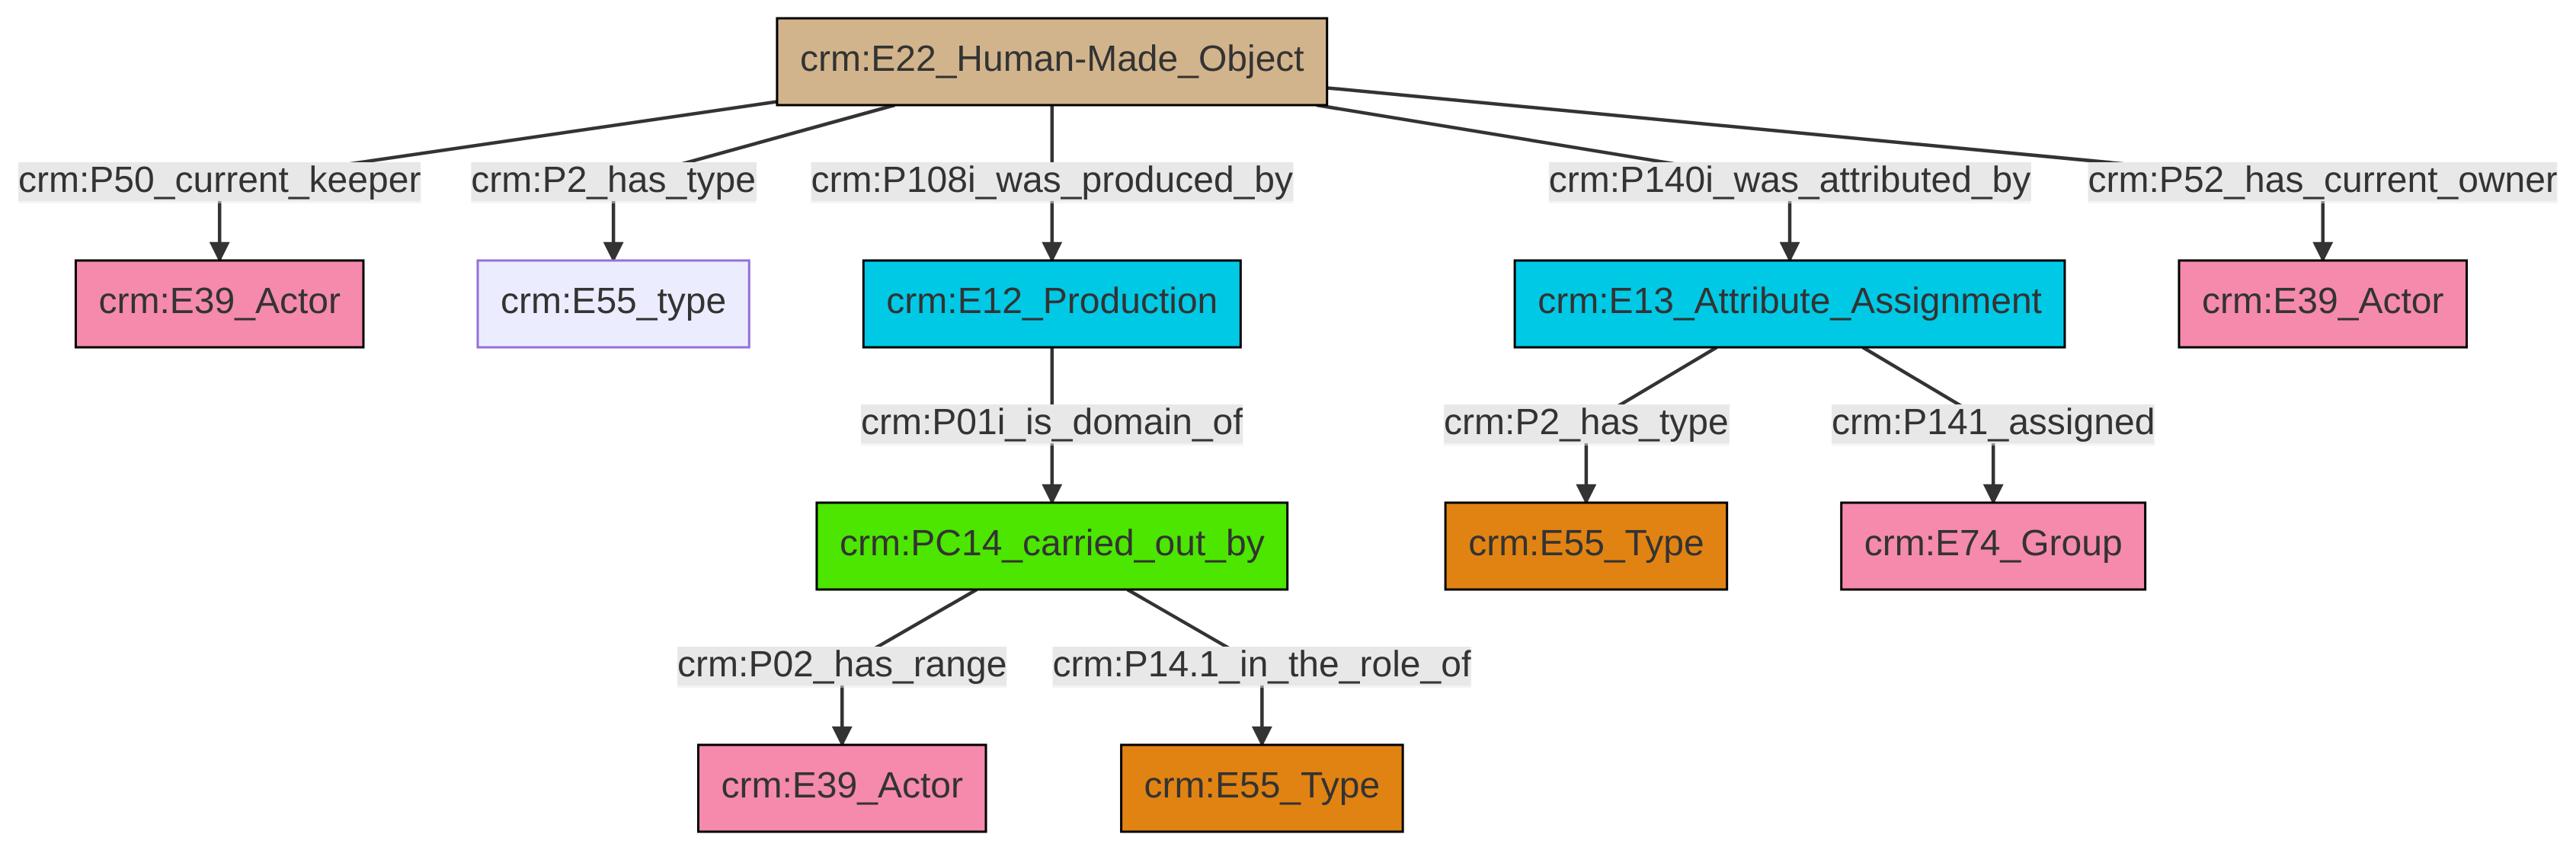 crm:E22_Human-Made_Object
crm:P50_current_keeper
crm:P2_has_type
crm:P108i_was_produced_by
crm:P140i_was_attributed_by
crm:P52_has_current_owner
crm:E39_Actor
crm:E55_type
crm:E12_Production
crm:E13_Attribute_Assignment
crm:E39_Actor
crm:P01i_is_domain_of
crm:P2_has_type
crm:P141_assigned
crm:PC14_carried_out_by
crm:E55_Type
crm:E74_Group
crm:P02_has_range
crm:P14.1_in_the_role_of
crm:E39_Actor
crm:E55_Type